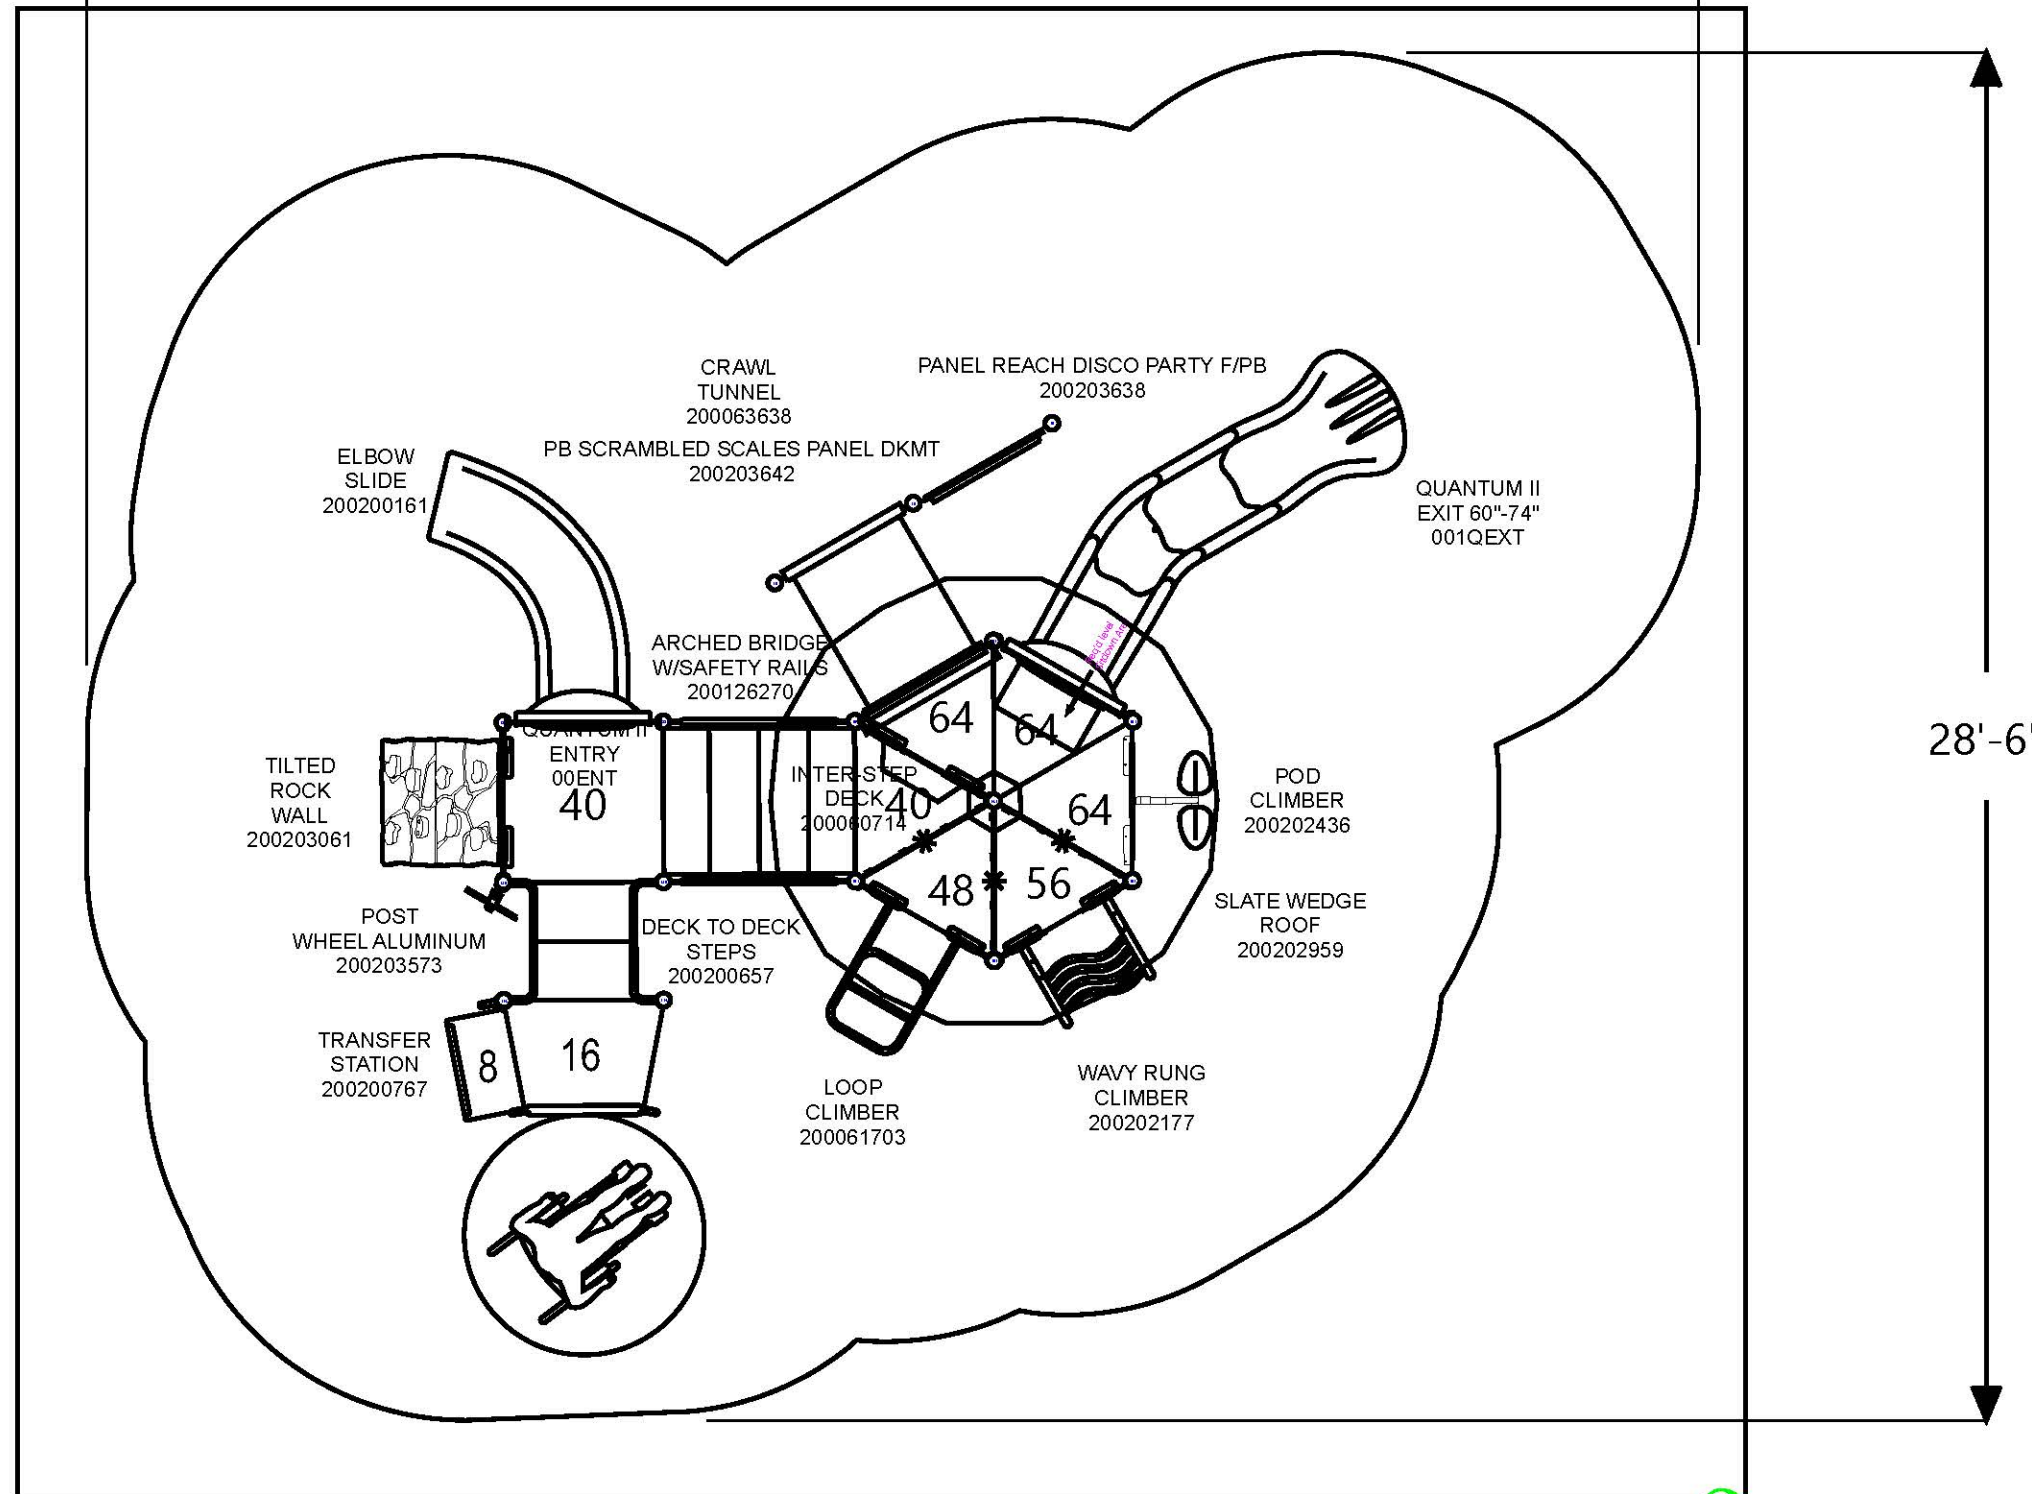 CRAWL
TUNNEL
200063638
PANEL REACH DISCO PARTY F/PB
200203638
PB SCRAMBLED SCALES PANEL DKMT
200203642
ELBOW
SLIDE
200200161
QUANTUM II
EXIT 60"-74"
001QEXT
ARCHED BRIDGE
W/SAFETY RAILS
200126270
64
64
QUANTUM II
ENTRY
00ENT
40
28'-6"
TILTED
ROCK
WALL
200203061
INTER-STEP
DECK
200060714
40
64
POD
CLIMBER
200202436
48
56
SLATE WEDGE
ROOF
200202959
POST
WHEEL ALUMINUM
200203573
DECK TO DECK
STEPS
200200657
TRANSFER
STATION
200200767
8
16
LOOP
CLIMBER
200061703
WAVY RUNG
CLIMBER
200202177